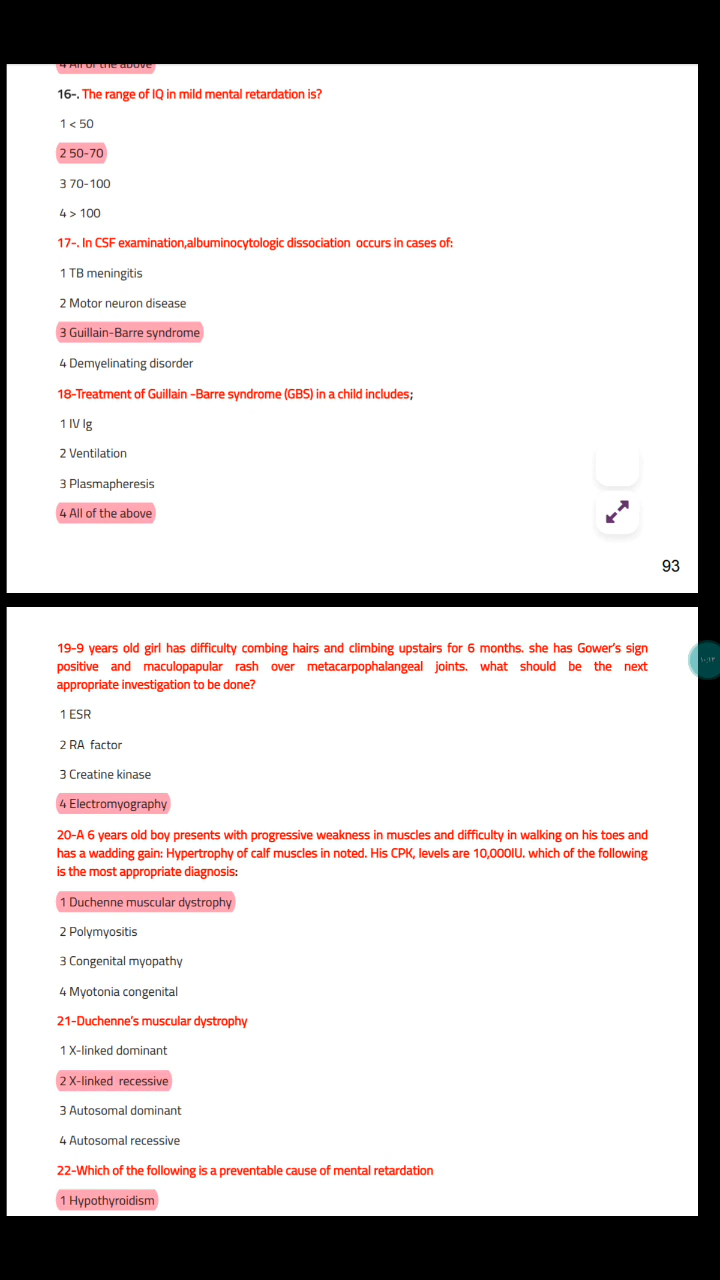 4 All of the above
16-. The range of IQ in mild mental retardation is?
1 < 50
2 50-70
3 70-100
4 > 100
17-. In CSF examination,albuminocytologic dissociation occurs in cases of:
1 TB meningitis
2 Motor neuron disease
3 Guillain-Barre syndrome
4 Demyelinating disorder
18-Treatment of Guillain -Barre syndrome (GBS) in a child includes;
1 IV Ig
2 Ventilation
3 Plasmapheresis
4 All of the above
93
19-9 years old girl has difficulty combing hairs and climbing upstairs for 6 months. she has Gower's sign
positive and maculopapular rash over metacarpophalangeal joints. what should be the next
appropriate investigation to be done?
1 ESR
2 RA factor
3 Creatine kinase
4 Electromyography
20-A 6 years old boy presents with progressive weakness in muscles and difficulty in walking on his toes and
has a wadding gain: Hypertrophy of calf muscles in noted. His CPK, levels are 10,000IU. which of the following
is the most appropriate diagnosis:
1 Duchenne muscular dystrophy
2 Polymyositis
3 Congenital myopathy
4 Myotonia congenital
21-Duchenne's muscular dystrophy
1 X-linked dominant
2 X-linked recessive
3 Autosomal dominant
4 Autosomal recessive
22-Which of the following is a preventable cause of mental retardation
1 Hypothyroidism